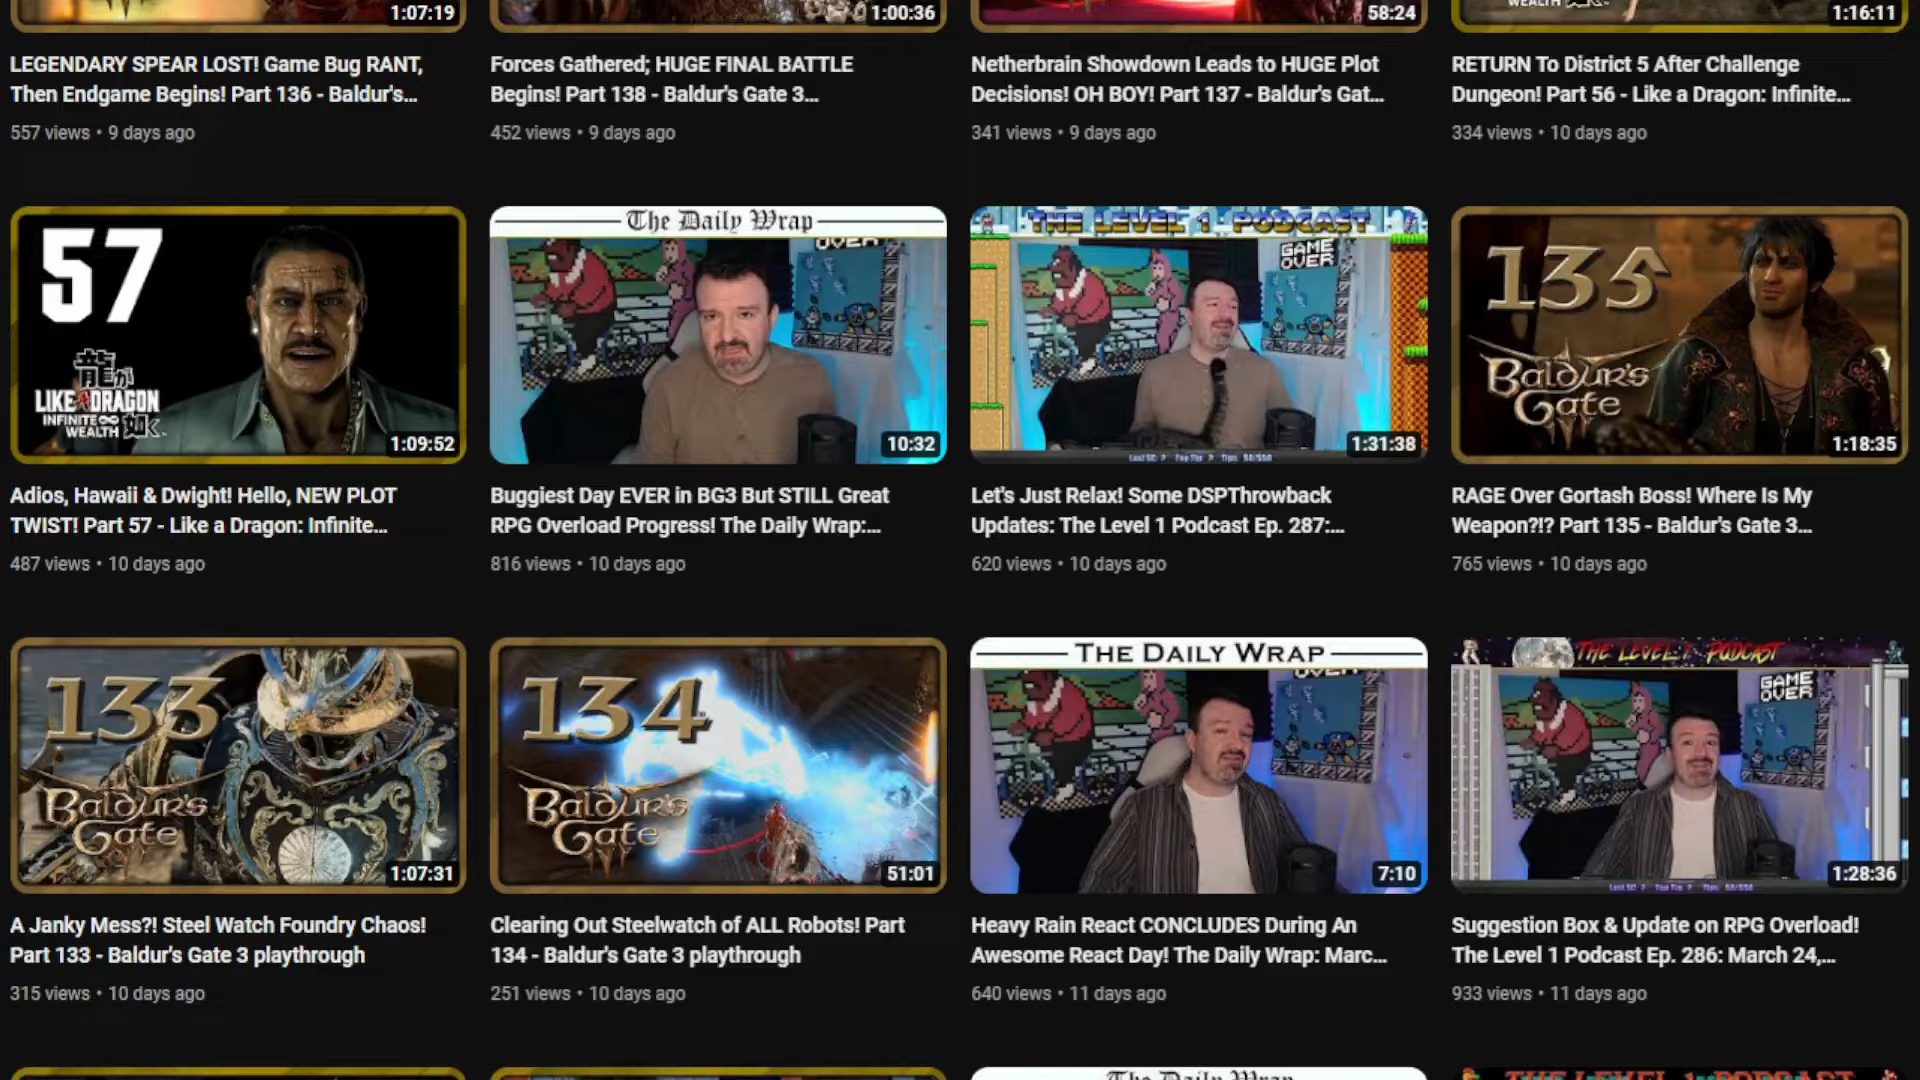 1:07:19
1:00:36
58:24
WEALTH
1:16:11
LEGENDARY SPEAR LOST! Game Bug RANT,
Then Endgame Begins! Part 136 - Baldur's...
557 views • 9 days ago
Forces Gathered; HUGE FINAL BATTLE
Begins! Part 138 - Baldur's Gate 3...
452 views • 9 days ago
Netherbrain Showdown Leads to HUGE Plot
Decisions! OH BOY! Part 137 - Baldur's Gat...
341 views • 9 days ago
RETURN To District 5 After Challenge
Dungeon! Part 56 - Like a Dragon: Infinite...
334 views • 10 days ago
57
龍が
LIKE A DRAGON
INFINITE
WEALTH 如く
1:09:52
The Daily Wrap
OVER
10:32
THE LEVEL 1 PODCAST
GAME
OVER
1:31:38
135
Baldur's
Gate
1:18:35
Adios, Hawaii & Dwight! Hello, NEW PLOT
TWIST! Part 57 - Like a Dragon: Infinite...
487 views • 10 days ago
Buggiest Day EVER in BG3 But STILL Great
RPG Overload Progress! The Daily Wrap:...
816 views • 10 days ago
Let's Just Relax! Some DSPThrowback
Updates: The Level 1 Podcast Ep. 287:...
620 views • 10 days ago
RAGE Over Gortash Boss! Where Is My
Weapon?!? Part 135 - Baldur's Gate 3...
765 views • 10 days ago
133
Baldur's
Gate
1:07:31
134
Baldur's
Gate
51:01
THE DAILY WRAP
OVER
7:10
THE LEVEL 1 PODCAST
GAME
OVER
1:28:36
A Janky Mess?! Steel Watch Foundry Chaos!
Part 133 - Baldur's Gate 3 playthrough
315 views • 10 days ago
Clearing Out Steelwatch of ALL Robots! Part
134 - Baldur's Gate 3 playthrough
251 views • 10 days ago
Heavy Rain React CONCLUDES During An
Awesome React Day! The Daily Wrap: Marc...
640 views • 11 days ago
Suggestion Box & Update on RPG Overload!
The Level 1 Podcast Ep. 286: March 24,...
933 views • 11 days ago
The Daily Wrap
THE LEVEL 1 PODCAST